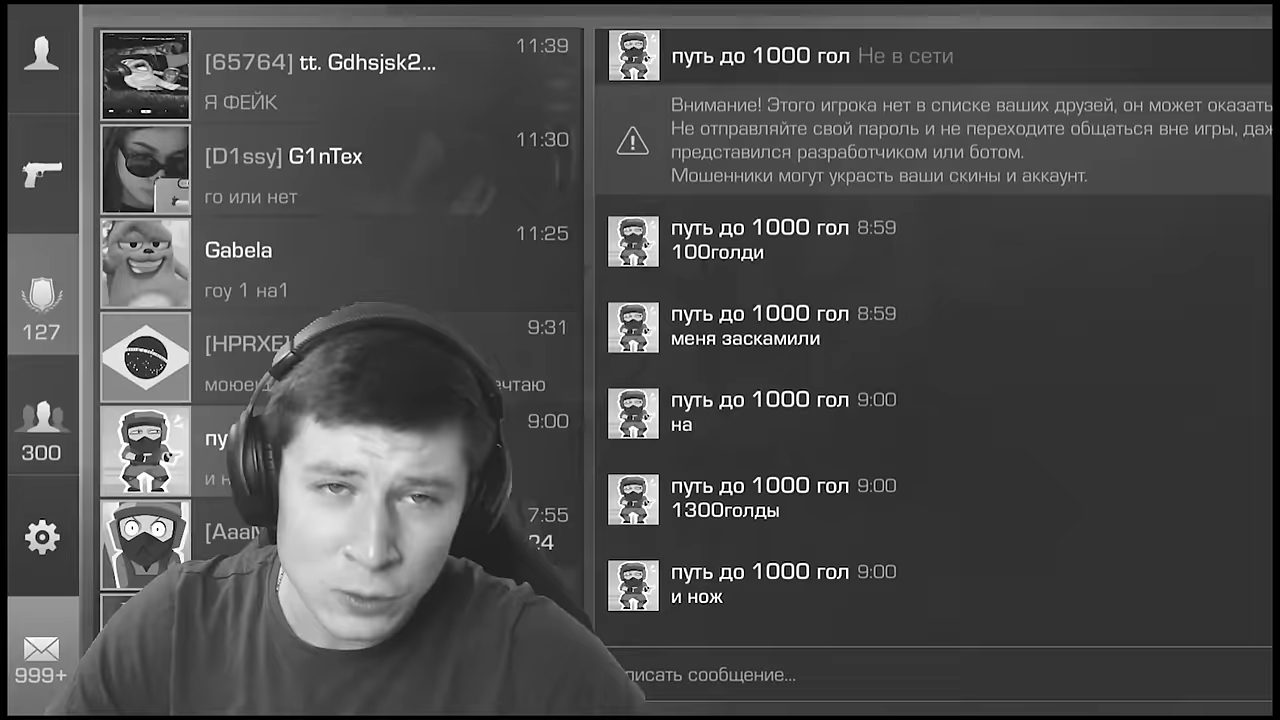 127
300
999+
[65764] tt. Gdhsjsk2...
11:39
Я ФЕЙК
[D1ssy] G1nTex
11:30
го или нет
Gabela
11:25
гоу 1 на1
[HPRXE]
9:31
9:00
7:55
путь до 1000 гол Не в сети
Внимание! Этого игрока нет в списке ваших друзей, он может оказать
Не отправляйте свой пароль и не переходите общаться вне игры,
представился разработчиком или ботом.
Мошенники могут украсть ваши скины и аккаунт.
путь до 1000 гол 8:59
100голди
путь до 1000 гол 8:59
меня заскамили
путь до 1000 гол 9:00
на
путь до 1000 гол 9:00
1300голды
путь до 1000 гол 9:00
и нож
сообщение...